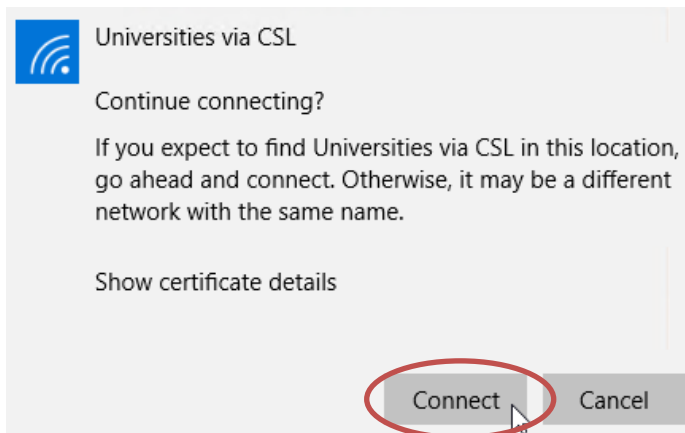 Universities via CSL
Continue connecting?
If you expect to find Universities via CSL in this location,
go ahead and connect. Otherwise, it may be a different
network with the same name.
Show certificate details
Connect Cancel